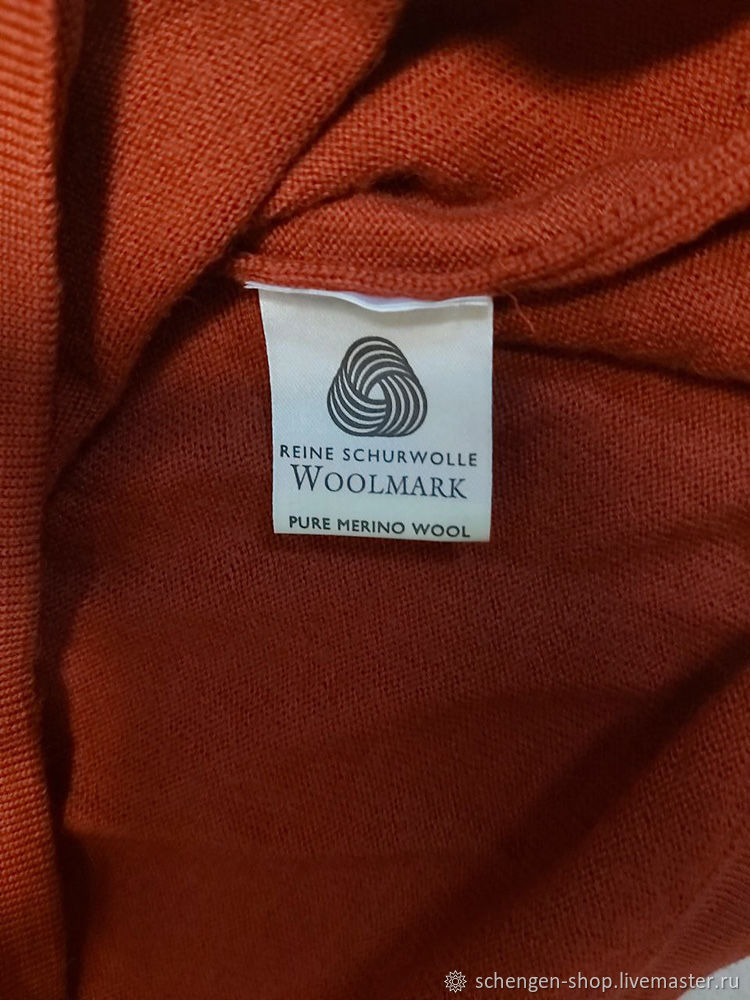 REINE SCHURWOLLE
WOOLMARK
PURE MERINO WOOL
schengen-shop.livemaster.ru